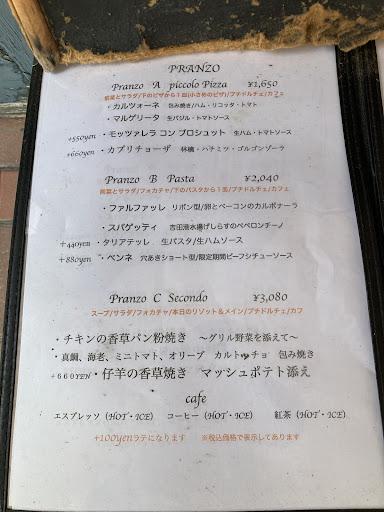 PRANZO
Pranzo A piccolo Pizza ¥1,650
前菜とサラダ/下のピザから1皿(小さめのピザ)/プチドルチェ/カフェ
・カルツォーネ 包み焼き/ハム・リコッタ・トマト
・マルゲリータ 生バジル・トマトソース
+550yen・モッツァレラ コン プロシュット 生ハム・トマトソース
+660yen・カプリチョーザ 林檎・ハチミツ・ゴルゴンゾーラ
Pranzo B Pasta ¥2,040
前菜とサラダ/フォカチャ/下のパスタから1皿/プチドルチェ/カフェ
・ファルファッレ リボン型/卵とベーコンのカルボナーラ
・スパゲッティ 吉田港水揚げしらすのペペロンチーノ
+440yen・タリアテッレ 生パスタ/生ハムソース
+880yen・ペンネ 穴あきショート型/限定期間ビーフシチューソース
Pranzo C Secondo ¥3,080
スープ/サラダ/フォカチャ/本日のリゾット&メイン/プチドルチェ/カフ
・チキンの香草パン粉焼き ～グリル野菜を添えて～
・真鯛、海老、ミニトマト、オリーブ カルトッチョ 包み焼き
+660YEN・仔羊の香草焼き マッシュポテト添え
cafe
エスプレッソ(HOT・ICE) コーヒー(HOT・ICE) 紅茶(HOT・ICE)
+100yenラテになります ※税込価格で表示してあります